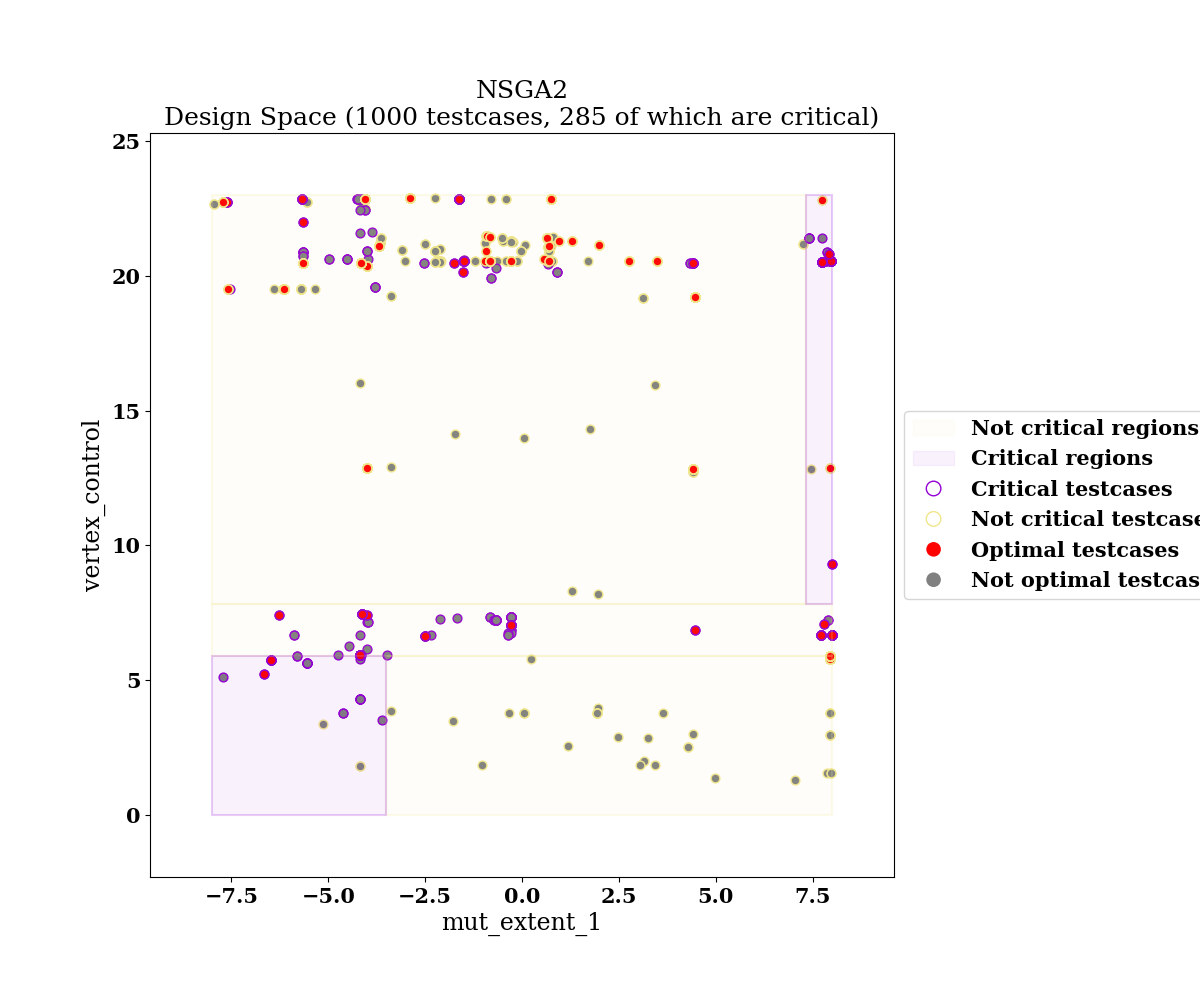 NSGA2
Design Space (1000 testcases, 285 of which are critical)
25
20
15
10
5
0
vertex_control
−7.5 −5.0 −2.5 0.0 2.5 5.0 7.5
mut_extent_1
Not critical regions
Critical regions
Critical testcases
Not critical testcase
Optimal testcases
Not optimal testcas